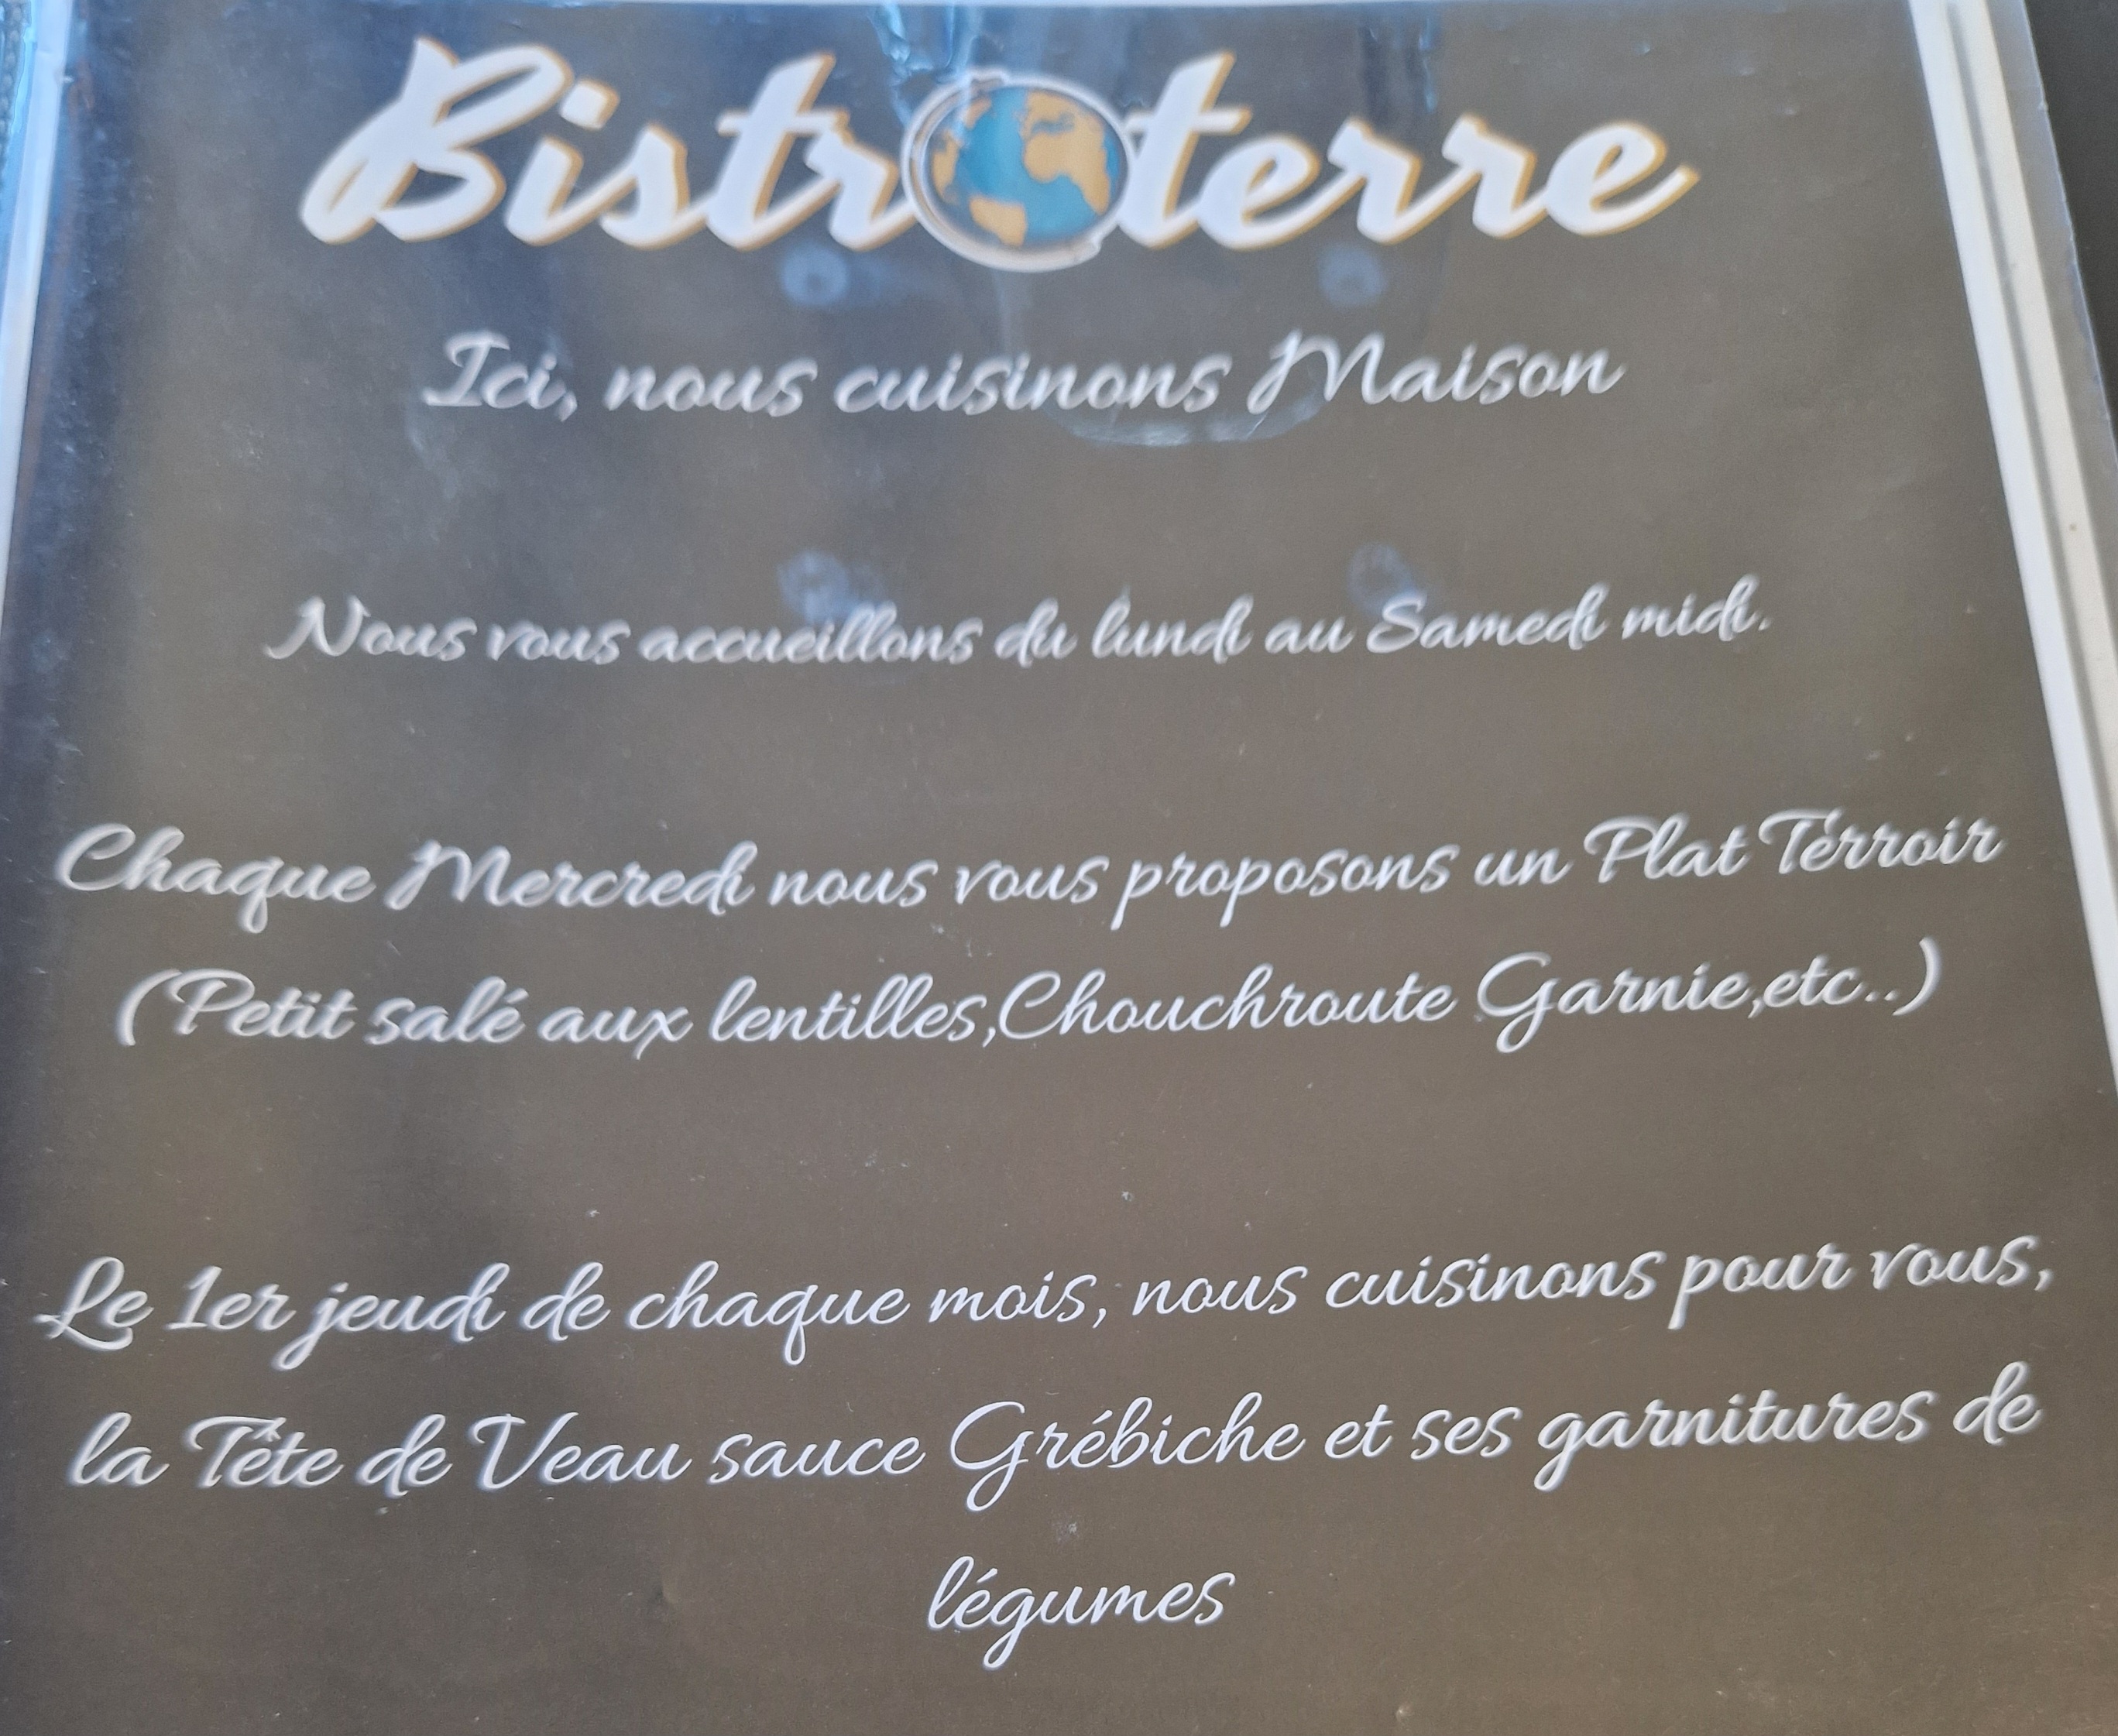 Bistroterre
Ici, nous cuisinons Maison
Nous vous accueillons du lundi au Samedi midi.
Chaque Mercredi nous vous proposons un Plat Térroir
(Petit salé aux lentilles,Chouchroute Garnie,etc..)
Le 1er jeudi de chaque mois, nous cuisinons pour vous,
la Tête de Veau sauce Grébiche et ses garnitures de
légumes